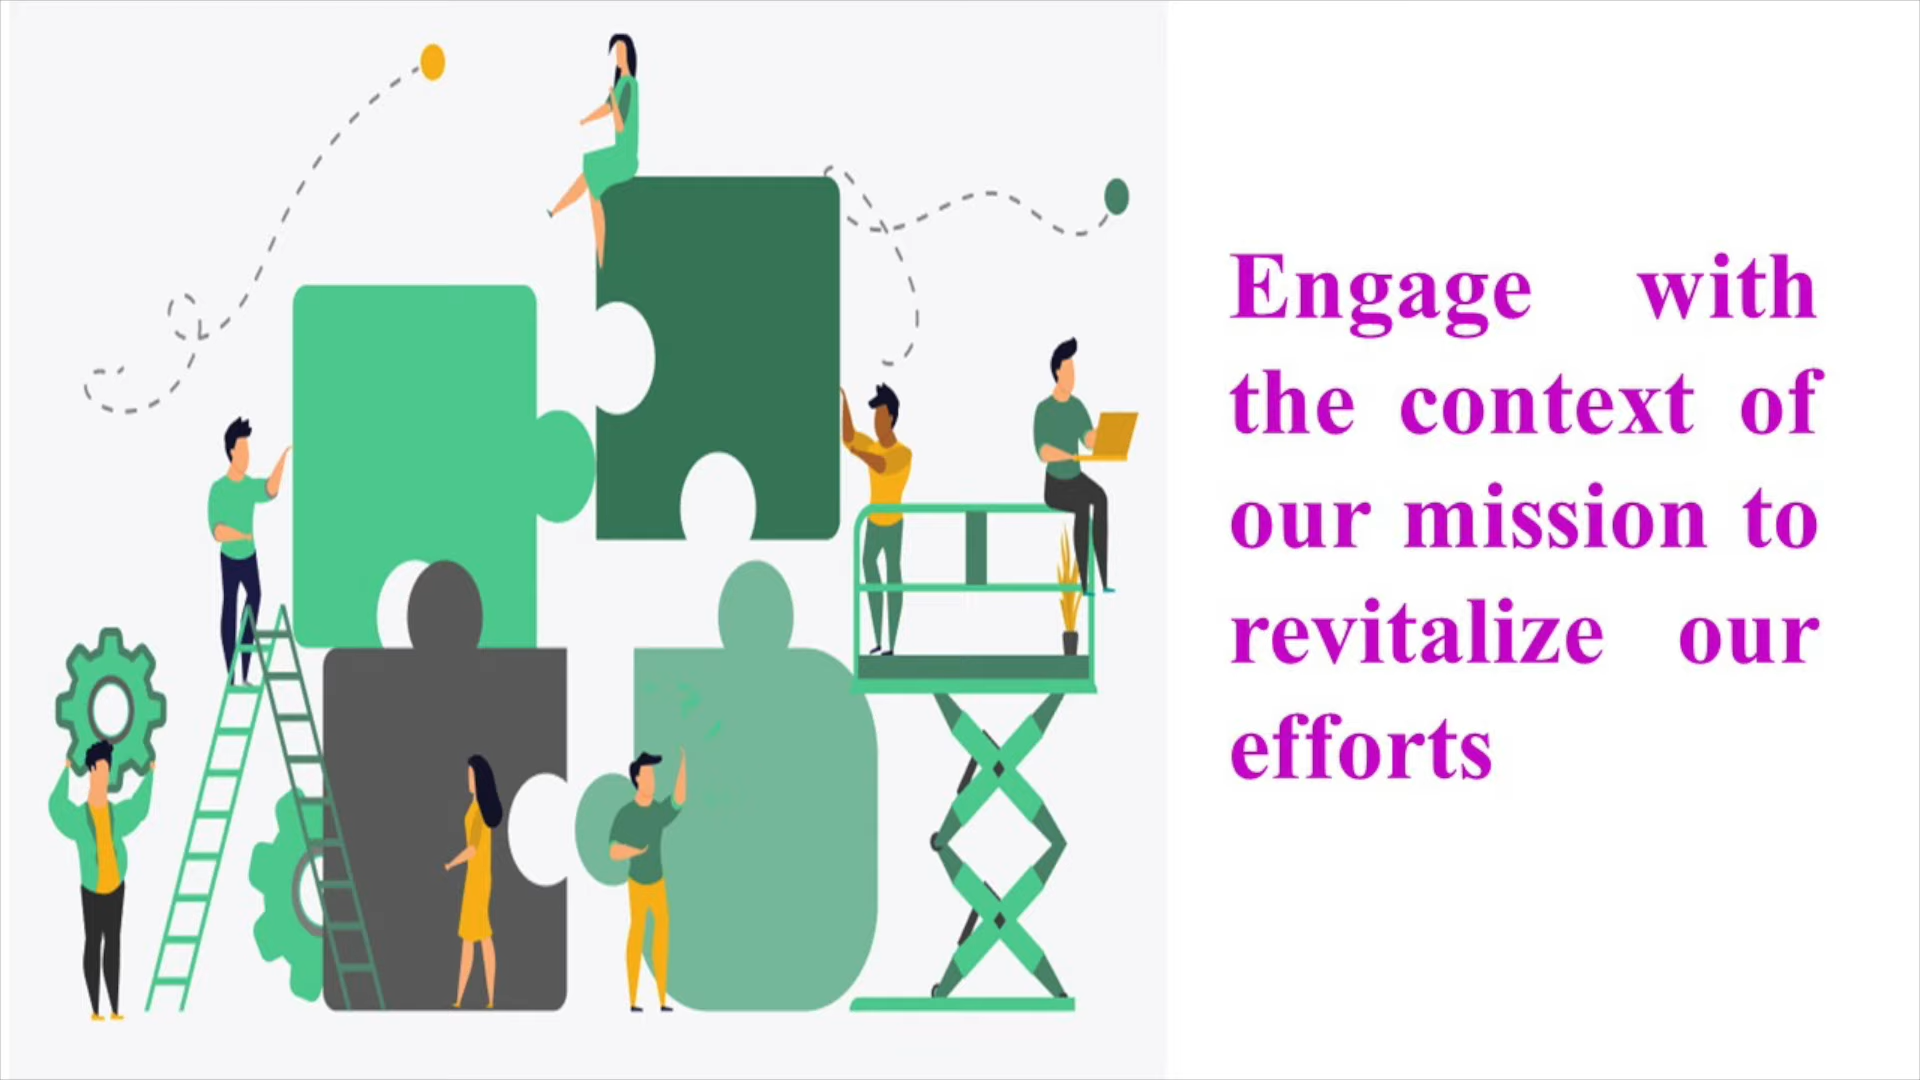 Engage with
the context of
our mission to
revitalize our
efforts